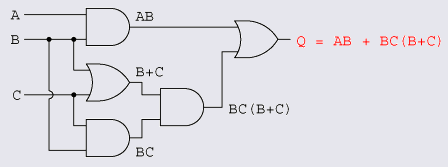 A
AB
B
Q = AB + BC(B+C)
B+C
C
BC(B+C)
BC